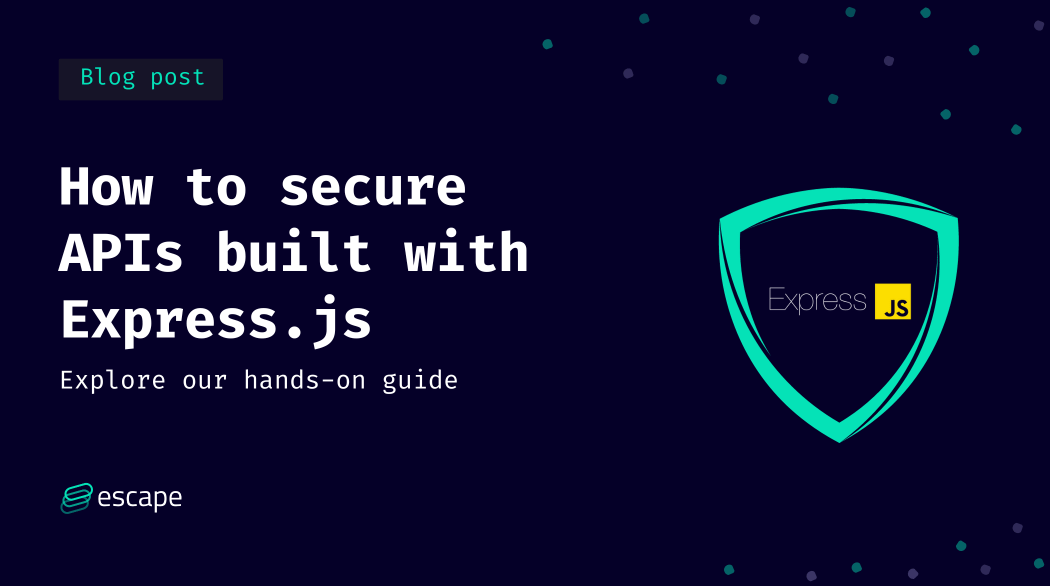 Blog post
How to secure
APIs built with
Express.js
Explore our hands-on guide
Express JS
escape